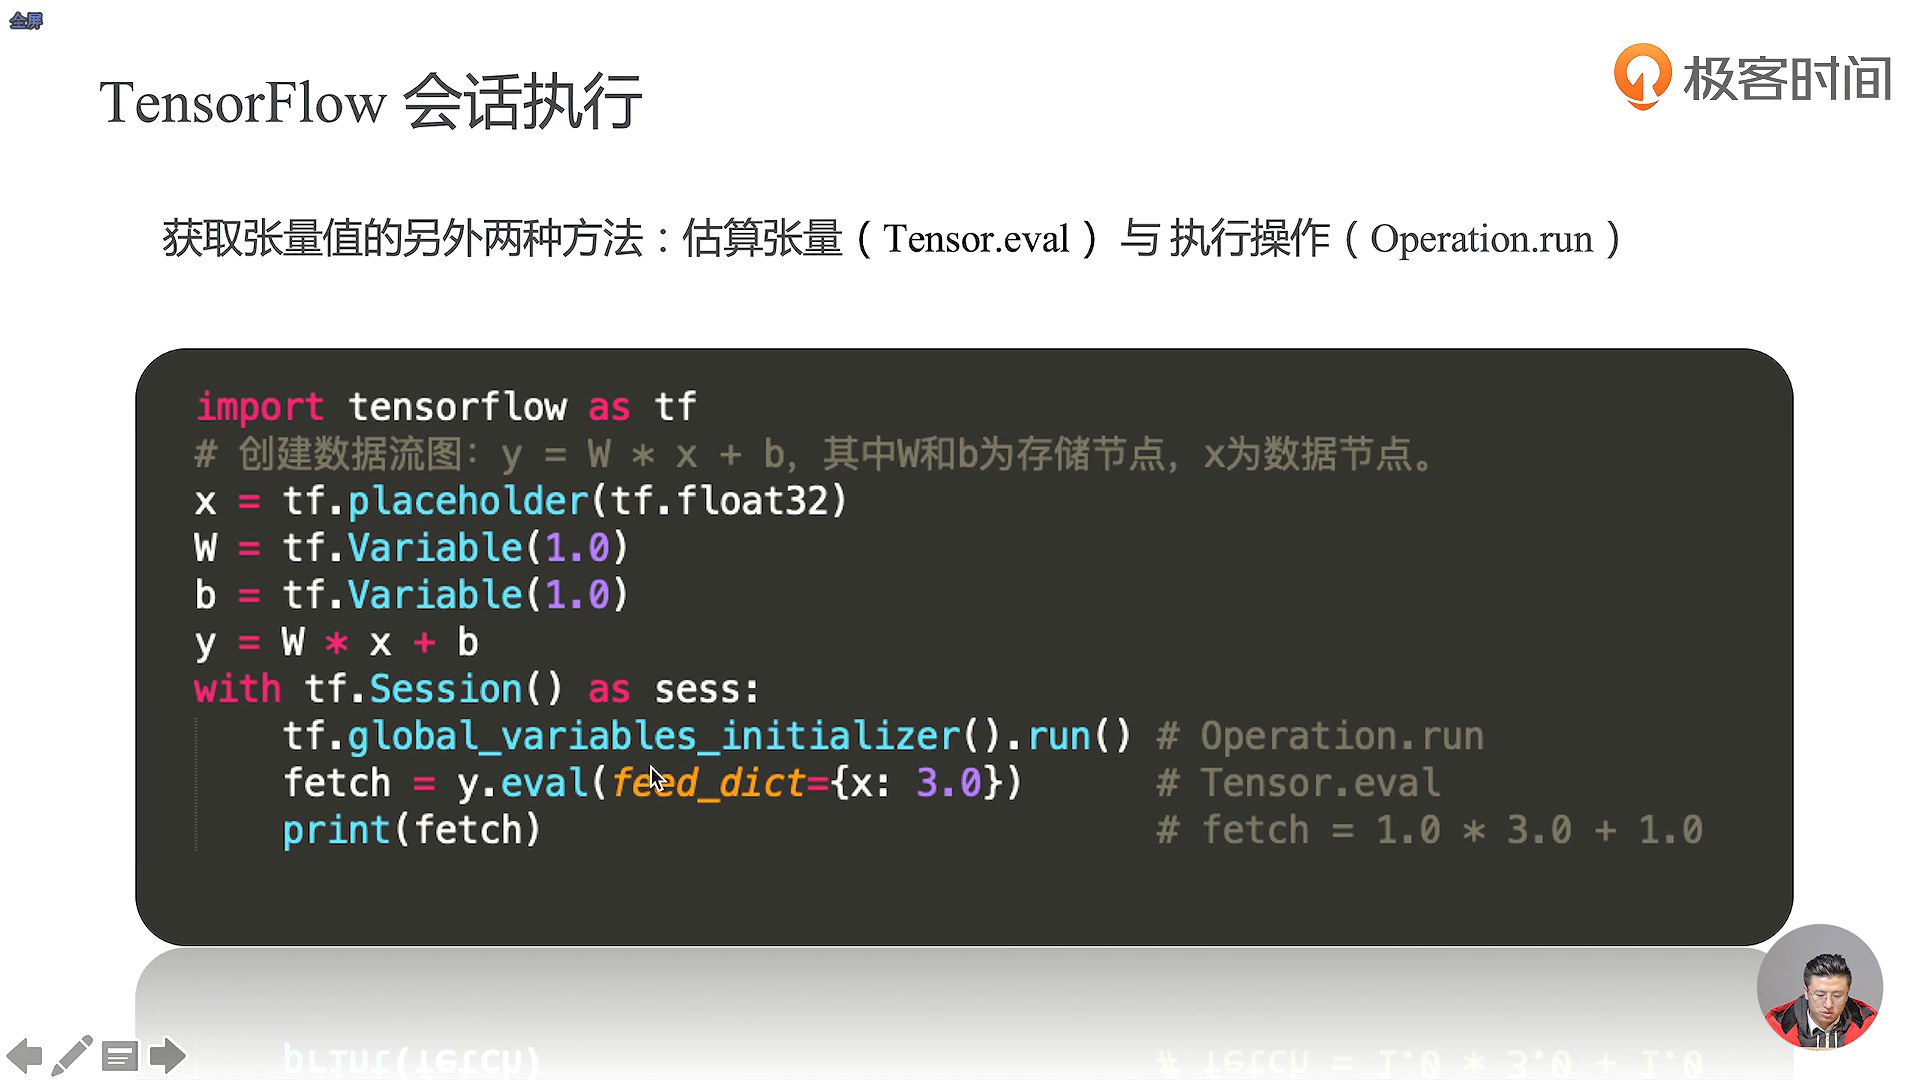 全屏
极客时间
TensorFlow 会话执行
获取张量值的另外两种方法：估算张量（Tensor.eval） 与 执行操作（Operation.run）
import tensorflow as tf
# 创建数据流图：y = W * x + b，其中W和b为存储节点，x为数据节点。
x = tf.placeholder(tf.float32)
W = tf.Variable(1.0)
b = tf.Variable(1.0)
y = W * x + b
with tf.Session() as sess:
    tf.global_variables_initializer().run() # Operation.run
    fetch = y.eval(feed_dict={x: 3.0})      # Tensor.eval
    print(fetch)                            # fetch = 1.0 * 3.0 + 1.0